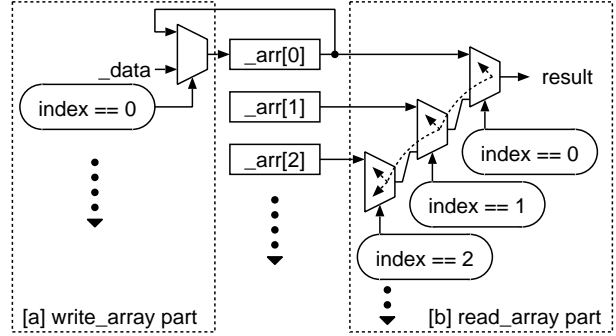 _arr[0]
_data
result
index == 0
_arr[1]
_arr[2]
index == 0
index == 1
index == 2
[a] write_array part
[b] read_array part